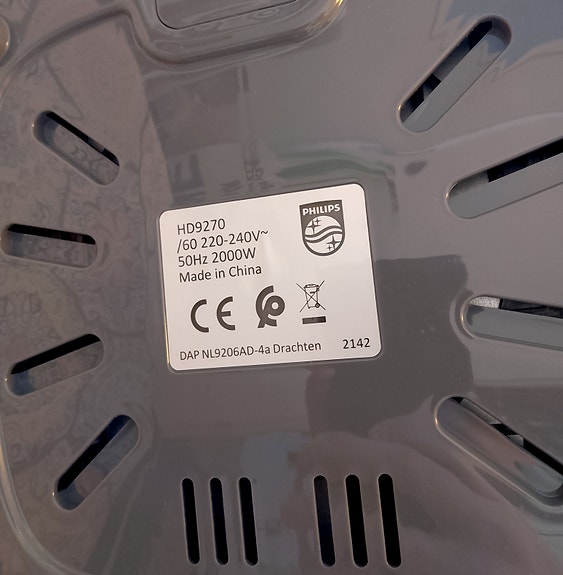 HD9270
/60 220-240V~
50Hz 2000W
Made in China
PHILIPS
CE
DAP NL9206AD-4a Drachten 2142